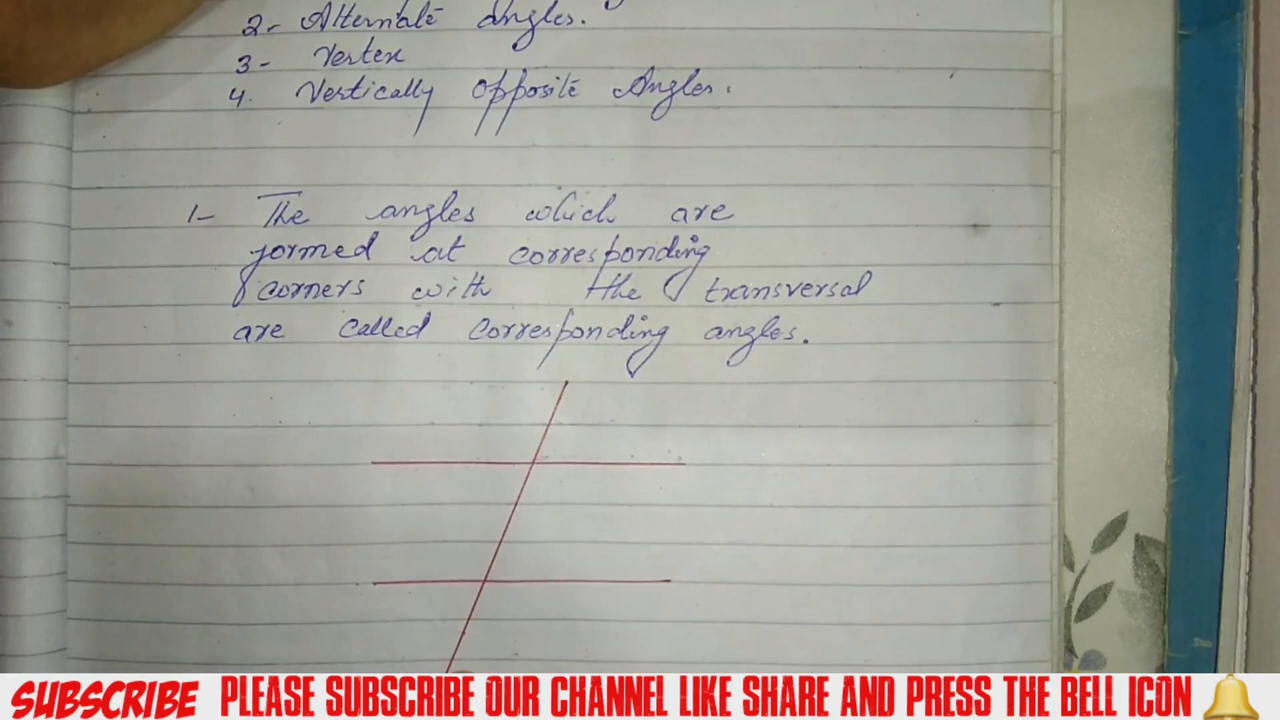 2- Alternate angles.
3- Vertex
4. Vertically opposite Angles.
1- The angles which are
formed at corresponding
corners with the transversal
are called corresponding angles.
SUBSCRIBE PLEASE SUBSCRIBE OUR CHANNEL LIKE SHARE AND PRESS THE BELL ICON